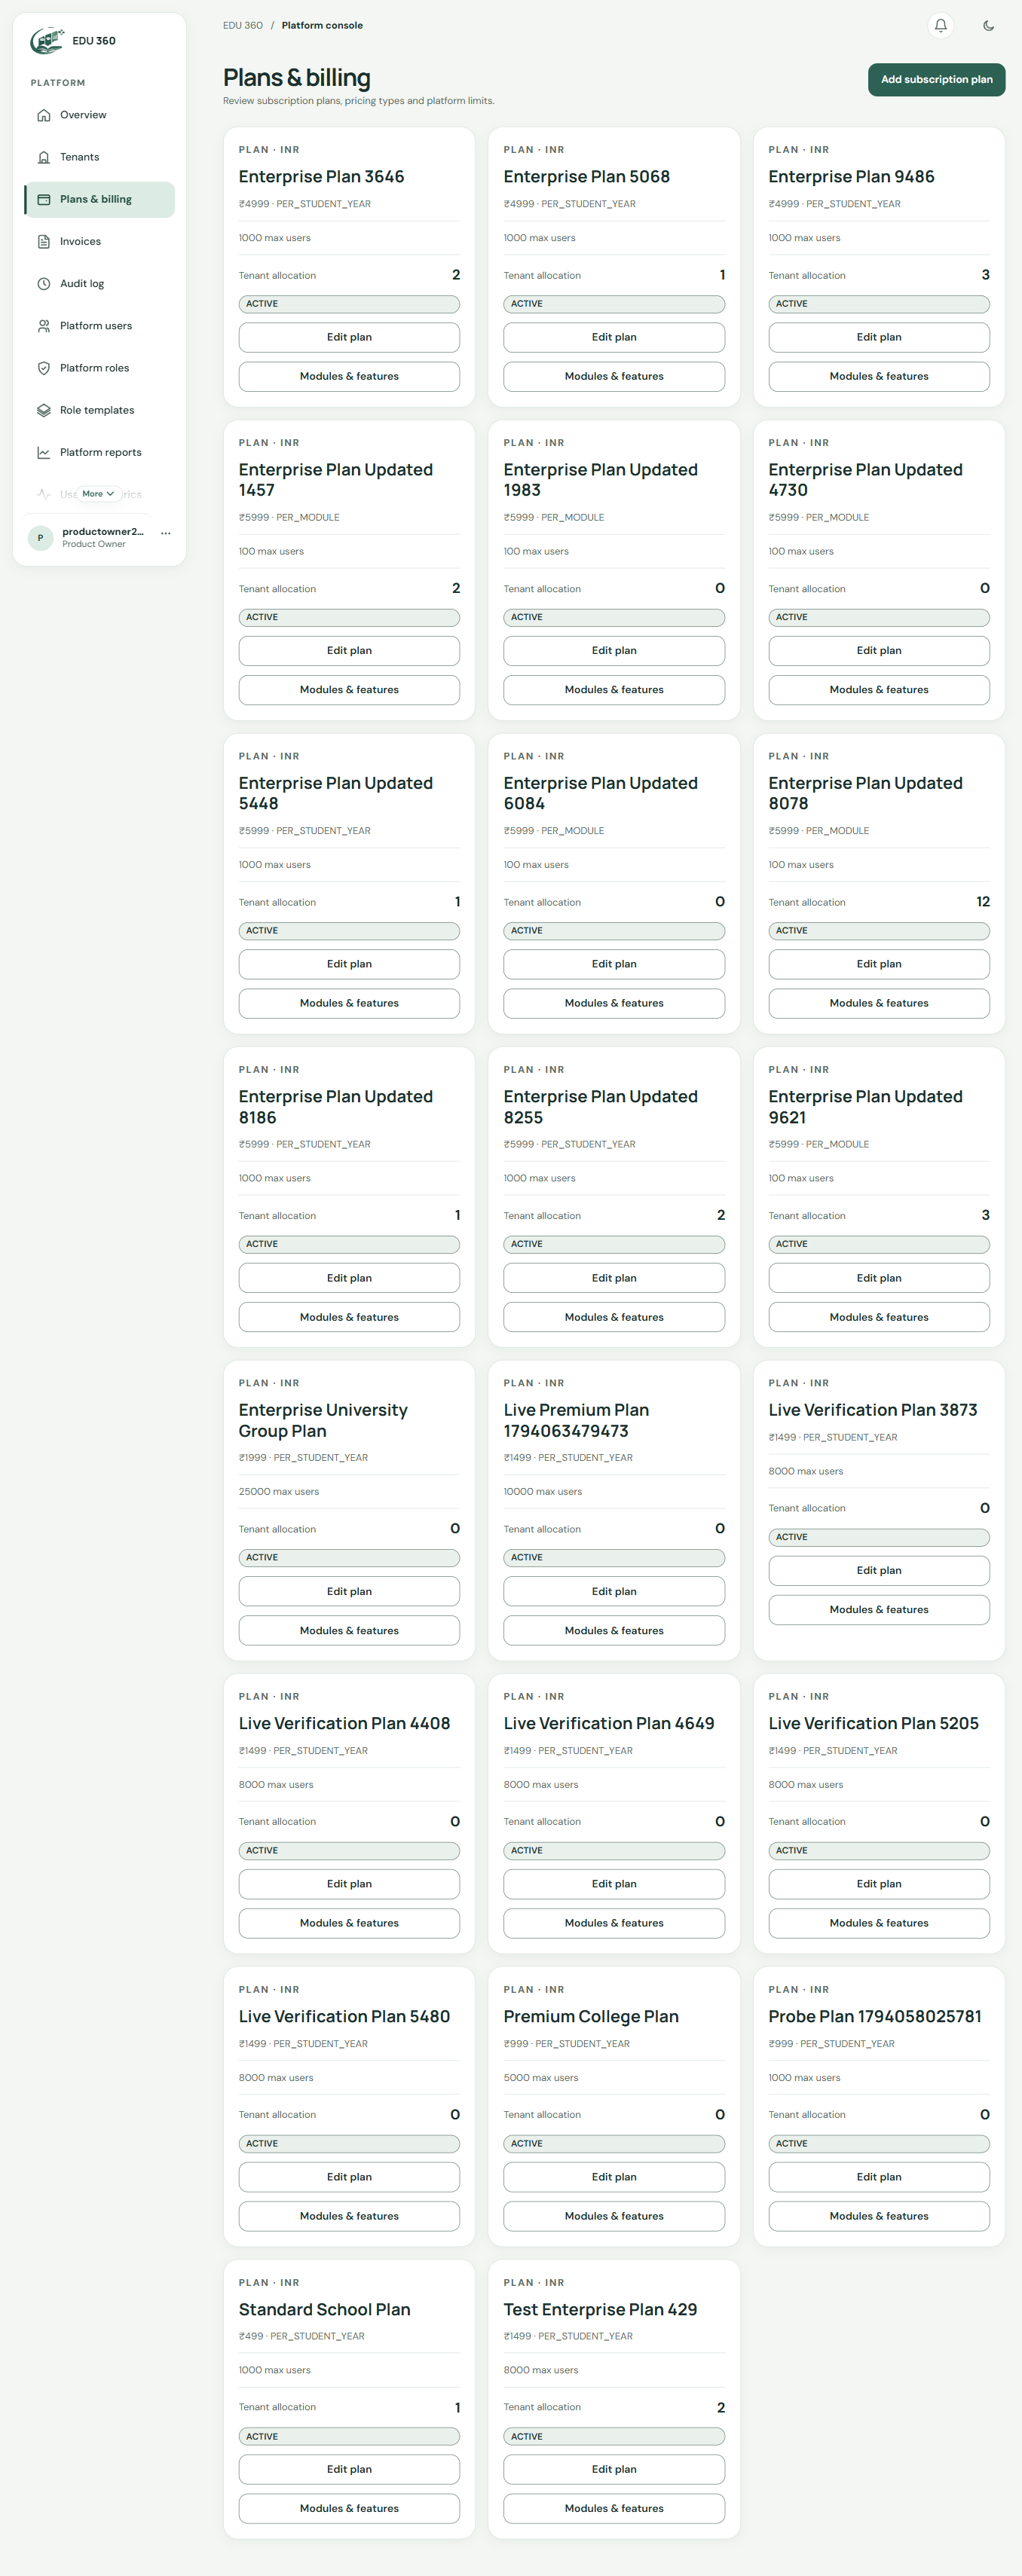 EDU 360
PLATFORM
Overview
Tenants
Plans & billing
Invoices
Audit log
Platform users
Platform roles
Role templates
Platform reports
More
P
productowner2...
Product Owner
EDU 360 / Platform console
Plans & billing
Review subscription plans, pricing types and platform limits.
Add subscription plan
PLAN · INR
Enterprise Plan 3646
₹4999 · PER_STUDENT_YEAR
1000 max users
Tenant allocation 2
ACTIVE
Edit plan
Modules & features
PLAN · INR
Enterprise Plan 5068
₹4999 · PER_STUDENT_YEAR
1000 max users
Tenant allocation 1
ACTIVE
Edit plan
Modules & features
PLAN · INR
Enterprise Plan 9486
₹4999 · PER_STUDENT_YEAR
1000 max users
Tenant allocation 3
ACTIVE
Edit plan
Modules & features
PLAN · INR
Enterprise Plan Updated
1457
₹5999 · PER_MODULE
100 max users
Tenant allocation 2
ACTIVE
Edit plan
Modules & features
PLAN · INR
Enterprise Plan Updated
1983
₹5999 · PER_MODULE
100 max users
Tenant allocation 0
ACTIVE
Edit plan
Modules & features
PLAN · INR
Enterprise Plan Updated
4730
₹5999 · PER_MODULE
100 max users
Tenant allocation 0
ACTIVE
Edit plan
Modules & features
PLAN · INR
Enterprise Plan Updated
5448
₹5999 · PER_STUDENT_YEAR
1000 max users
Tenant allocation 1
ACTIVE
Edit plan
Modules & features
PLAN · INR
Enterprise Plan Updated
6084
₹5999 · PER_MODULE
100 max users
Tenant allocation 0
ACTIVE
Edit plan
Modules & features
PLAN · INR
Enterprise Plan Updated
8078
₹5999 · PER_MODULE
100 max users
Tenant allocation 12
ACTIVE
Edit plan
Modules & features
PLAN · INR
Enterprise Plan Updated
8186
₹5999 · PER_STUDENT_YEAR
1000 max users
Tenant allocation 1
ACTIVE
Edit plan
Modules & features
PLAN · INR
Enterprise Plan Updated
8255
₹5999 · PER_STUDENT_YEAR
1000 max users
Tenant allocation 2
ACTIVE
Edit plan
Modules & features
PLAN · INR
Enterprise Plan Updated
9621
₹5999 · PER_MODULE
100 max users
Tenant allocation 3
ACTIVE
Edit plan
Modules & features
PLAN · INR
Enterprise University
Group Plan
₹1999 · PER_STUDENT_YEAR
25000 max users
Tenant allocation 0
ACTIVE
Edit plan
Modules & features
PLAN · INR
Live Premium Plan
1794063479473
₹1499 · PER_STUDENT_YEAR
10000 max users
Tenant allocation 0
ACTIVE
Edit plan
Modules & features
PLAN · INR
Live Verification Plan 3873
₹1499 · PER_STUDENT_YEAR
8000 max users
Tenant allocation 0
ACTIVE
Edit plan
Modules & features
PLAN · INR
Live Verification Plan 4408
₹1499 · PER_STUDENT_YEAR
8000 max users
Tenant allocation 0
ACTIVE
Edit plan
Modules & features
PLAN · INR
Live Verification Plan 4649
₹1499 · PER_STUDENT_YEAR
8000 max users
Tenant allocation 0
ACTIVE
Edit plan
Modules & features
PLAN · INR
Live Verification Plan 5205
₹1499 · PER_STUDENT_YEAR
8000 max users
Tenant allocation 0
ACTIVE
Edit plan
Modules & features
PLAN · INR
Live Verification Plan 5480
₹1499 · PER_STUDENT_YEAR
8000 max users
Tenant allocation 0
ACTIVE
Edit plan
Modules & features
PLAN · INR
Premium College Plan
₹999 · PER_STUDENT_YEAR
5000 max users
Tenant allocation 0
ACTIVE
Edit plan
Modules & features
PLAN · INR
Probe Plan 1794058025781
₹999 · PER_STUDENT_YEAR
1000 max users
Tenant allocation 0
ACTIVE
Edit plan
Modules & features
PLAN · INR
Standard School Plan
₹499 · PER_STUDENT_YEAR
1000 max users
Tenant allocation 1
ACTIVE
Edit plan
Modules & features
PLAN · INR
Test Enterprise Plan 429
₹1499 · PER_STUDENT_YEAR
8000 max users
Tenant allocation 2
ACTIVE
Edit plan
Modules & features